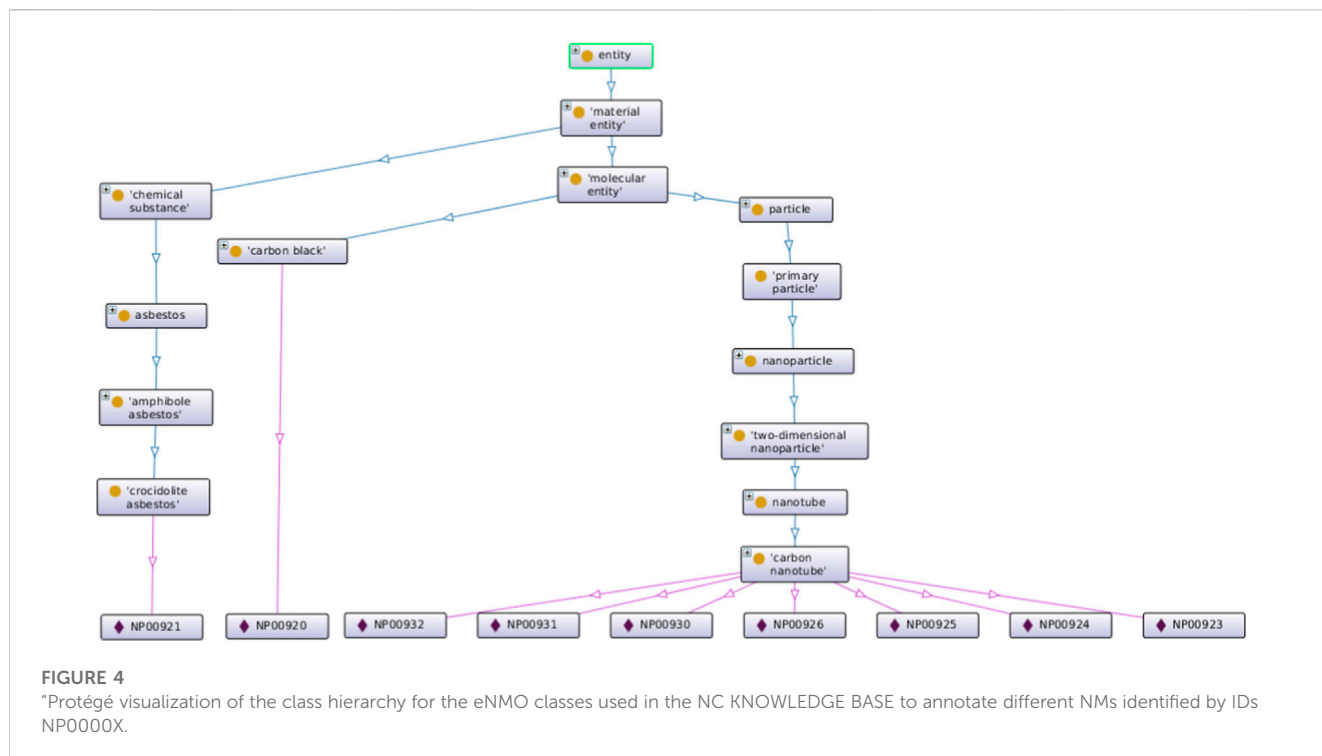 entity
'material
entity'
'molecular
entity'
'chemical
substance'
particle
'carbon black'
'primary
particle'
asbestos
nanoparticle
'amphibole
asbestos'
'two-dimensional
nanoparticle'
'crocidolite
asbestos'
nanotube
'carbon
nanotube'
NP00921
NP00920
NP00932
NP00931
NP00930
NP00926
NP00925
NP00924
NP00923
FIGURE 4
"Protégé visualization of the class hierarchy for the eNMO classes used in the NC KNOWLEDGE BASE to annotate different NMs identified by IDs
NP0000X.